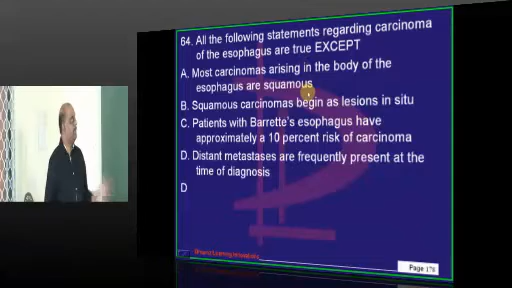 64. All the following statements regarding carcinoma
of the esophagus are true EXCEPT
A. Most carcinomas arising in the body of the
esophagus are squamous
B. Squamous carcinomas begin as lesions in situ
C. Patients with Barrette's esophagus have
approximately a 10 percent risk of carcinoma
D. Distant metastases are frequently present at the
time of diagnosis
D
Page 178